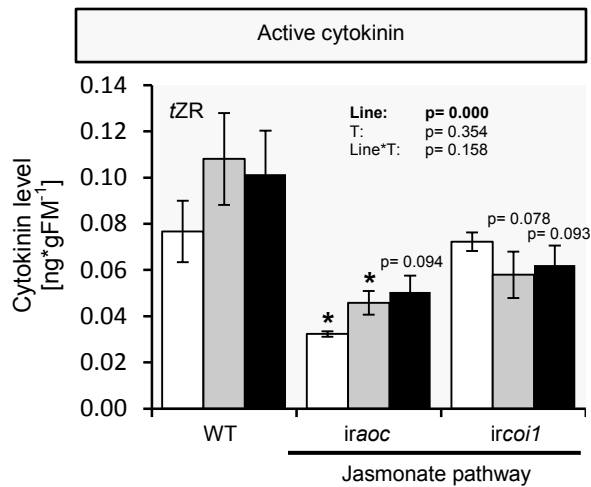 Active cytokinin
0.14
0.12
0.10
0.08
0.06
0.04
0.02
0.00
Cytokinin level
[ng*gFM-1]
tZR
Line: p= 0.000
T: p= 0.354
Line*T: p= 0.158
*
*
p= 0.094
p= 0.078
p= 0.093
WT
iraoc
ircoi1
Jasmonate pathway